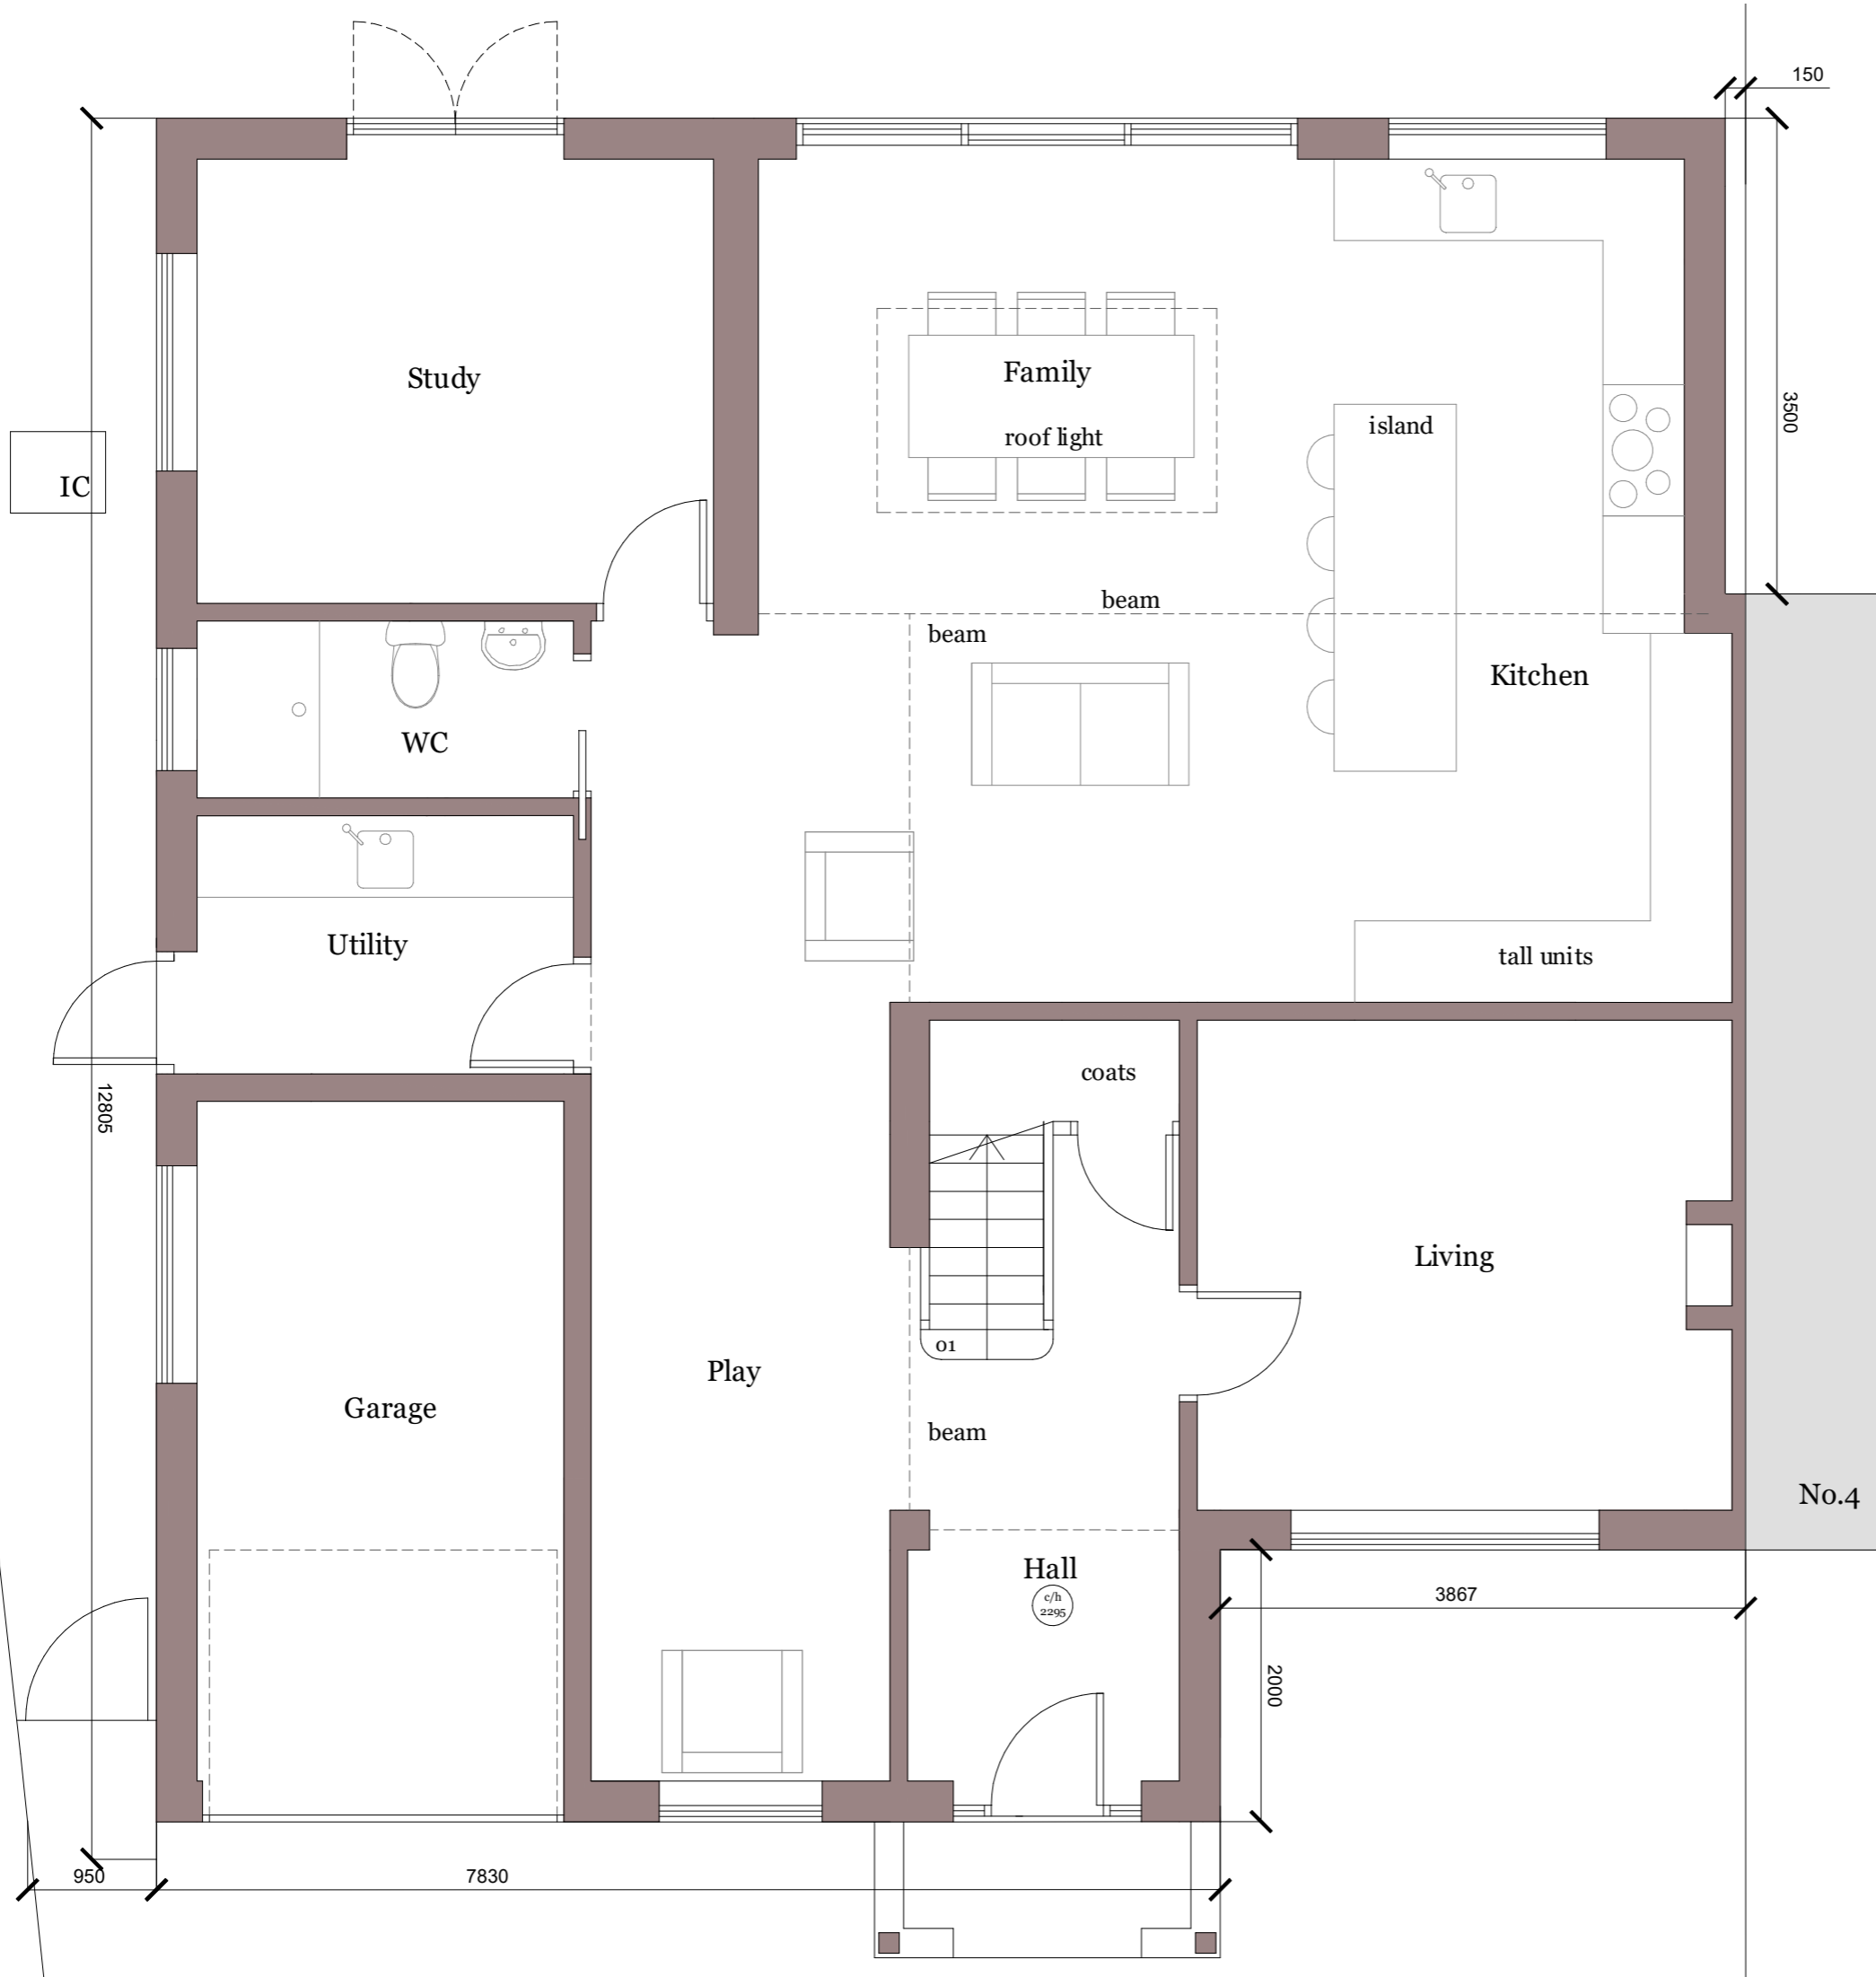 150
Study
Family
roof light
island
3500
IC
beam
beam
Kitchen
WC
Utility
tall units
coats
12805
Living
01
Play
Garage
beam
No.4
Hall
c/h
2295
3867
2000
950
7830